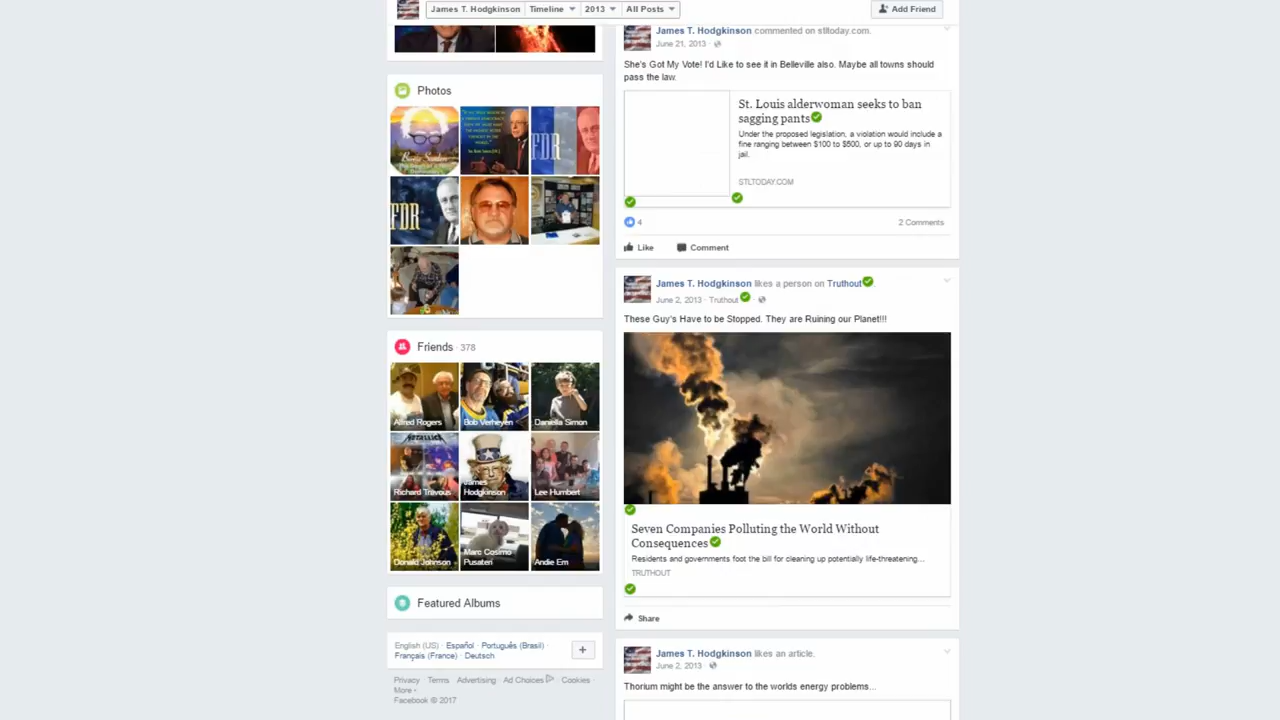 James T. Hodgkinson Timeline 2013 All Posts
Add Friend
Photos
FDR
FDR
Friends · 378
Alfred Rogers
Bob Verheyen
Daniella Simon
METALLICA
Richard Travous
James
Hodgkinson
Lee Humbert
Donald Johnson
Marc Cosimo
Pusateri
Andie Em
Featured Albums
English (US) · Español · Português (Brasil) ·
Français (France) · Deutsch
+
Privacy · Terms · Advertising · Ad Choices · Cookies ·
More
Facebook © 2017
James T. Hodgkinson commented on stltoday.com.
June 21, 2013 ·
She's Got My Vote! I'd Like to see it in Belleville also. Maybe all towns should
pass the law.
St. Louis alderwoman seeks to ban
sagging pants
Under the proposed legislation, a violation would include a
fine ranging between $100 to $500, or up to 90 days in
jail.
STLTODAY.COM
4
2 Comments
Like Comment
James T. Hodgkinson likes a person on Truthout
June 2, 2013 · Truthout ·
These Guy's Have to be Stopped. They are Ruining our Planet!!!
Seven Companies Polluting the World Without
Consequences
Residents and governments foot the bill for cleaning up potentially life-threatening...
TRUTHOUT
Share
James T. Hodgkinson likes an article.
June 2, 2013 ·
Thorium might be the answer to the worlds energy problems...